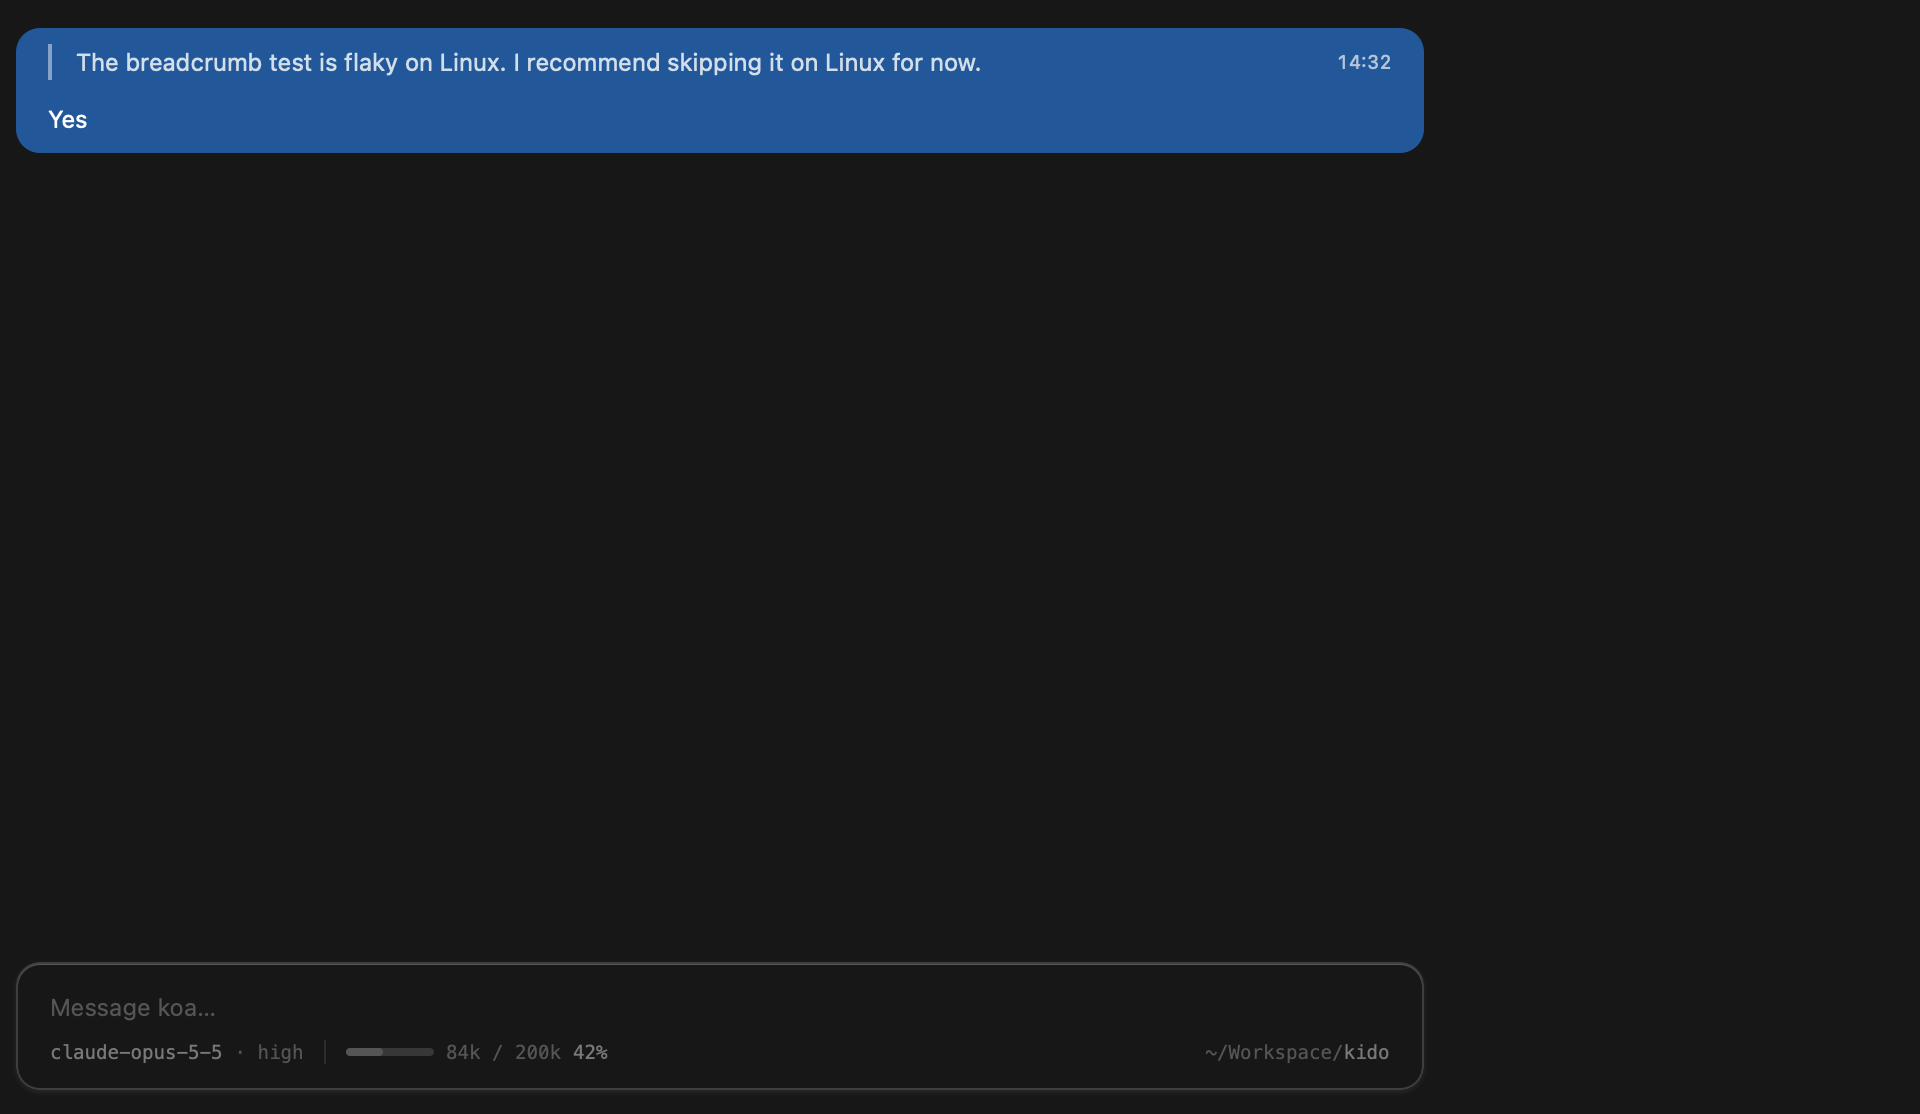 The breadcrumb test is flaky on Linux. I recommend skipping it on Linux for now. 14:32
Yes
Message koa...
claude-opus-5-5 · high | 84k / 200k 42% ~/Workspace/kido